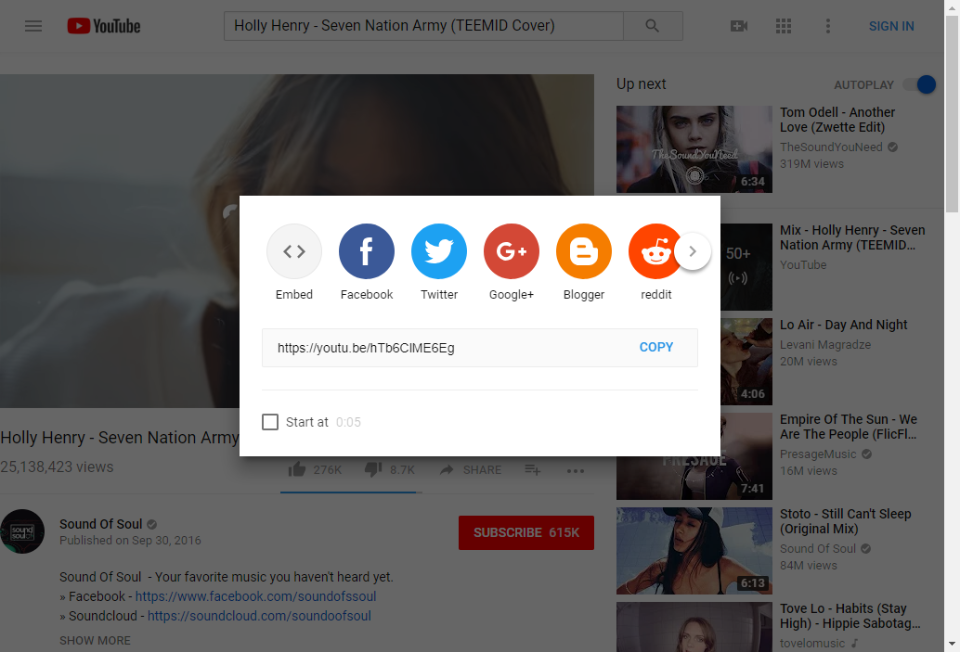 YouTube
Holly Henry - Seven Nation Army (TEEMID Cover)
SIGN IN
Up next
AUTOPLAY
TheSoundYouNeed
6:34
Tom Odell - Another
Love (Zwette Edit)
TheSoundYouNeed
319M views
50+
Mix - Holly Henry - Seven
Nation Army (TEEMID...
YouTube
4:06
Lo Air - Day And Night
Levani Magradze
20M views
PRESAGE
7:41
Empire Of The Sun - We
Are The People (FlicFl...
PresageMusic
16M views
6:13
Stoto - Still Can't Sleep
(Original Mix)
Sound Of Soul
84M views
Tove Lo - Habits (Stay
High) - Hippie Sabotag...
tovelomusic
Embed
Facebook
Twitter
Google+
Blogger
reddit
https://youtu.be/hTb6CIME6Eg
COPY
Start at 0:05
Holly Henry - Seven Nation Army
25,138,423 views
276K
8.7K
SHARE
Sound Of Soul
Published on Sep 30, 2016
SUBSCRIBE 615K
Sound Of Soul - Your favorite music you haven't heard yet.
» Facebook - https://www.facebook.com/soundofssoul
» Soundcloud - https://soundcloud.com/soundoofsoul
SHOW MORE